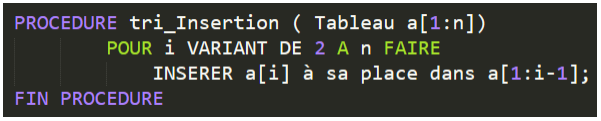 PROCEDURE tri_Insertion ( Tableau a[1:n])
POUR i VARIANT DE 2 A n FAIRE
INSERER a[i] à sa place dans a[1:i-1];
FIN PROCEDURE